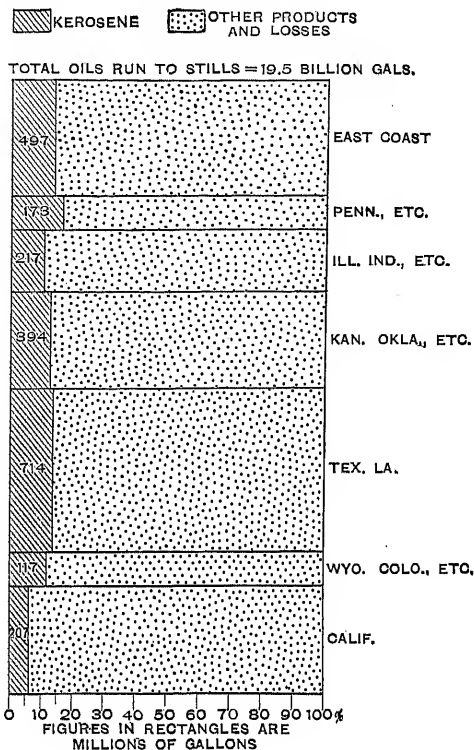 KEROSENE
OTHER PRODUCTS
AND LOSSES
TOTAL OILS RUN TO STILLS = 19.5 BILLION GALS.
497
EAST COAST
173
PENN., ETC.
217
ILL. IND., ETC.
394
KAN. OKLA., ETC.
714
TEX. LA.
117
WYO. COLO., ETC.
207
CALIF.
0 10 20 30 40 50 60 70 80 90 100%
FIGURES IN RECTANGLES ARE
MILLIONS OF GALLONS